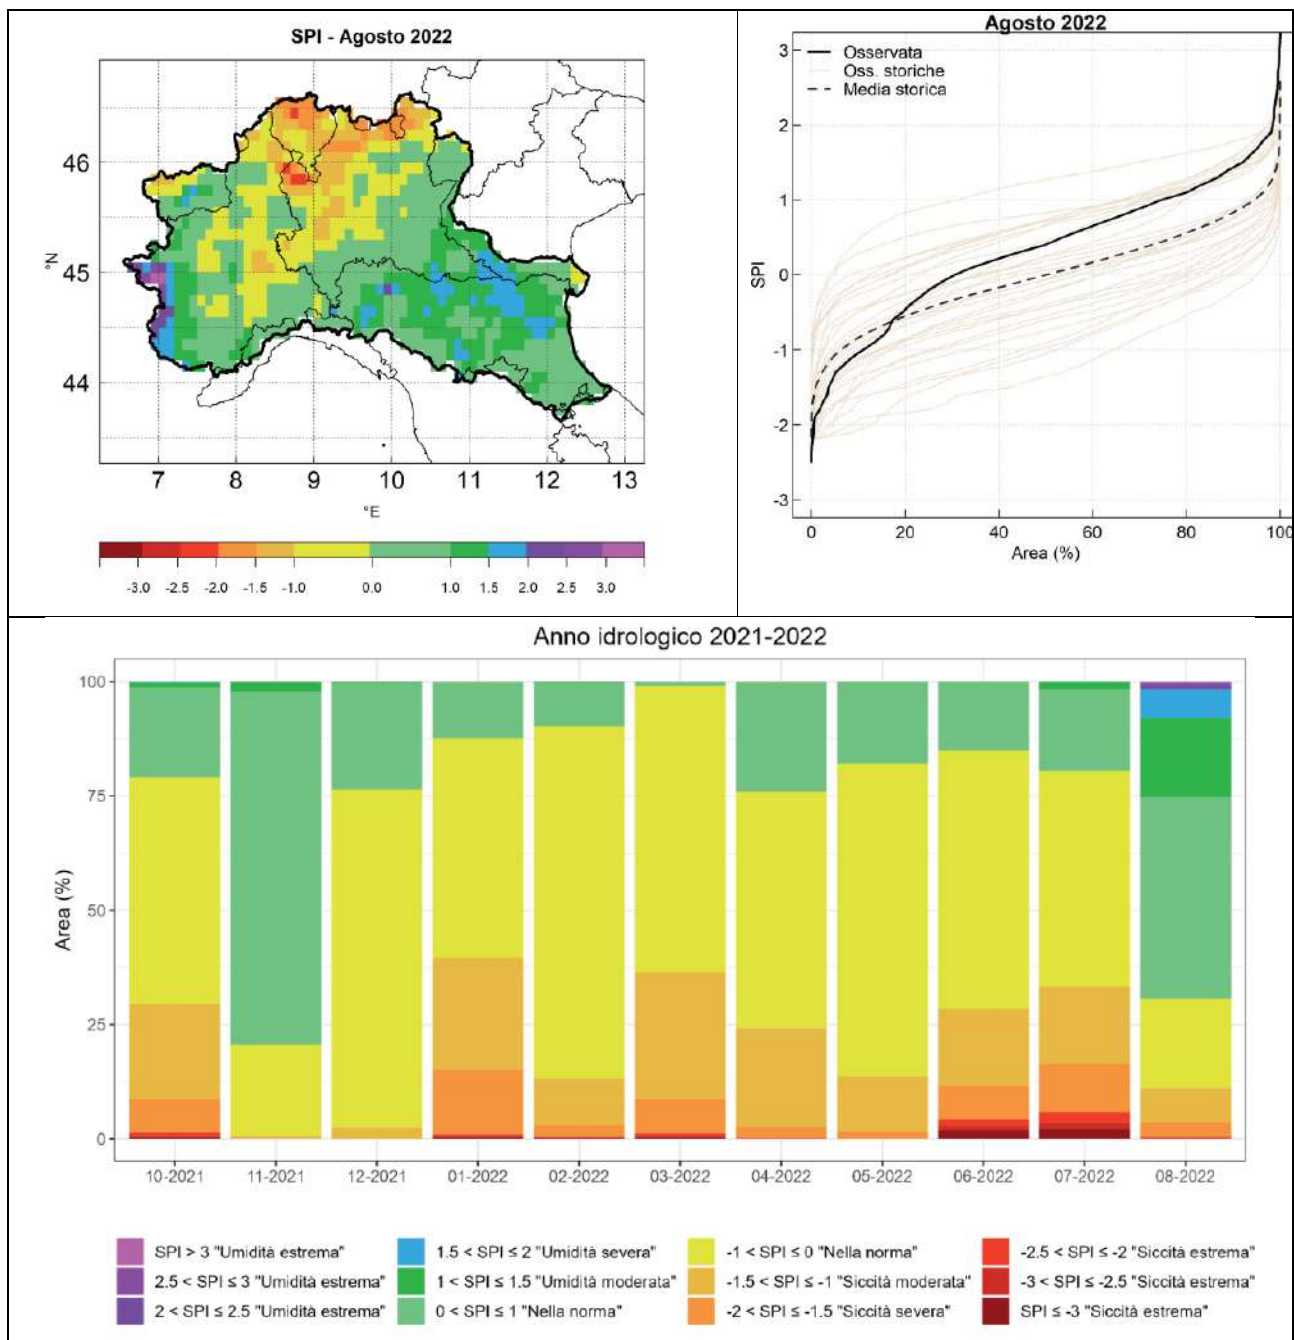 SPI - Agosto 2022
46
45
44
°N
7 8 9 10 11 12 13
°E
-3.0 -2.5 -2.0 -1.5 -1.0 0.0 1.0 1.5 2.0 2.5 3.0
Agosto 2022
Osservata
Oss. storiche
Media storica
3
2
1
0
-1
-2
-3
SPI
0 20 40 60 80 100
Area (%)
Anno idrologico 2021-2022
100
75
50
25
0
Area (%)
10-2021 11-2021 12-2021 01-2022 02-2022 03-2022 04-2022 05-2022 06-2022 07-2022 08-2022
SPI > 3 "Umidità estrema"
2.5 < SPI ≤ 3 "Umidità estrema"
2 < SPI ≤ 2.5 "Umidità estrema"
1.5 < SPI ≤ 2 "Umidità severa"
1 < SPI ≤ 1.5 "Umidità moderata"
0 < SPI ≤ 1 "Nella norma"
-1 < SPI ≤ 0 "Nella norma"
-1.5 < SPI ≤ -1 "Siccità moderata"
-2 < SPI ≤ -1.5 "Siccità severa"
-2.5 < SPI ≤ -2 "Siccità estrema"
-3 < SPI ≤ -2.5 "Siccità estrema"
SPI ≤ -3 "Siccità estrema"